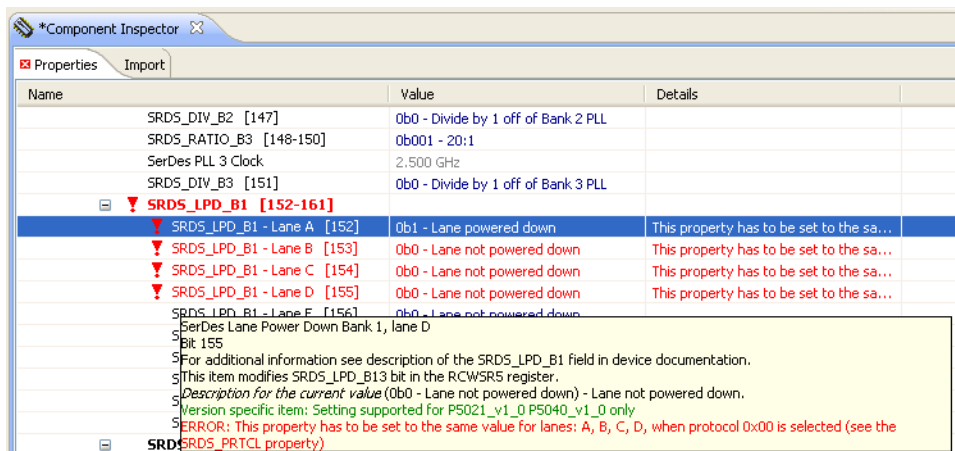 *Component Inspector
Properties Import
Name Value Details
SRDS_DIV_B2 [147] 0b0 - Divide by 1 off of Bank 2 PLL
SRDS_RATIO_B3 [148-150] 0b001 - 20:1
SerDes PLL 3 Clock 2.500 GHz
SRDS_DIV_B3 [151] 0b0 - Divide by 1 off of Bank 3 PLL
SRDS_LPD_B1 [152-161]
SRDS_LPD_B1 - Lane A [152] 0b1 - Lane powered down This property has to be set to the sa...
SRDS_LPD_B1 - Lane B [153] 0b0 - Lane not powered down This property has to be set to the sa...
SRDS_LPD_B1 - Lane C [154] 0b0 - Lane not powered down This property has to be set to the sa...
SRDS_LPD_B1 - Lane D [155] 0b0 - Lane not powered down This property has to be set to the sa...
SRDS_LPD_B1 - Lane E [156] 0b0 - Lane not powered down
SerDes Lane Power Down Bank 1, lane D
Bit 155
For additional information see description of the SRDS_LPD_B1 field in device documentation.
This item modifies SRDS_LPD_B13 bit in the RCWSR5 register.
Description for the current value (0b0 - Lane not powered down) - Lane not powered down.
Version specific item: Setting supported for P5021_v1_0 P5040_v1_0 only
ERROR: This property has to be set to the same value for lanes: A, B, C, D, when protocol 0x00 is selected (see the
SRDS_PRTCL property)